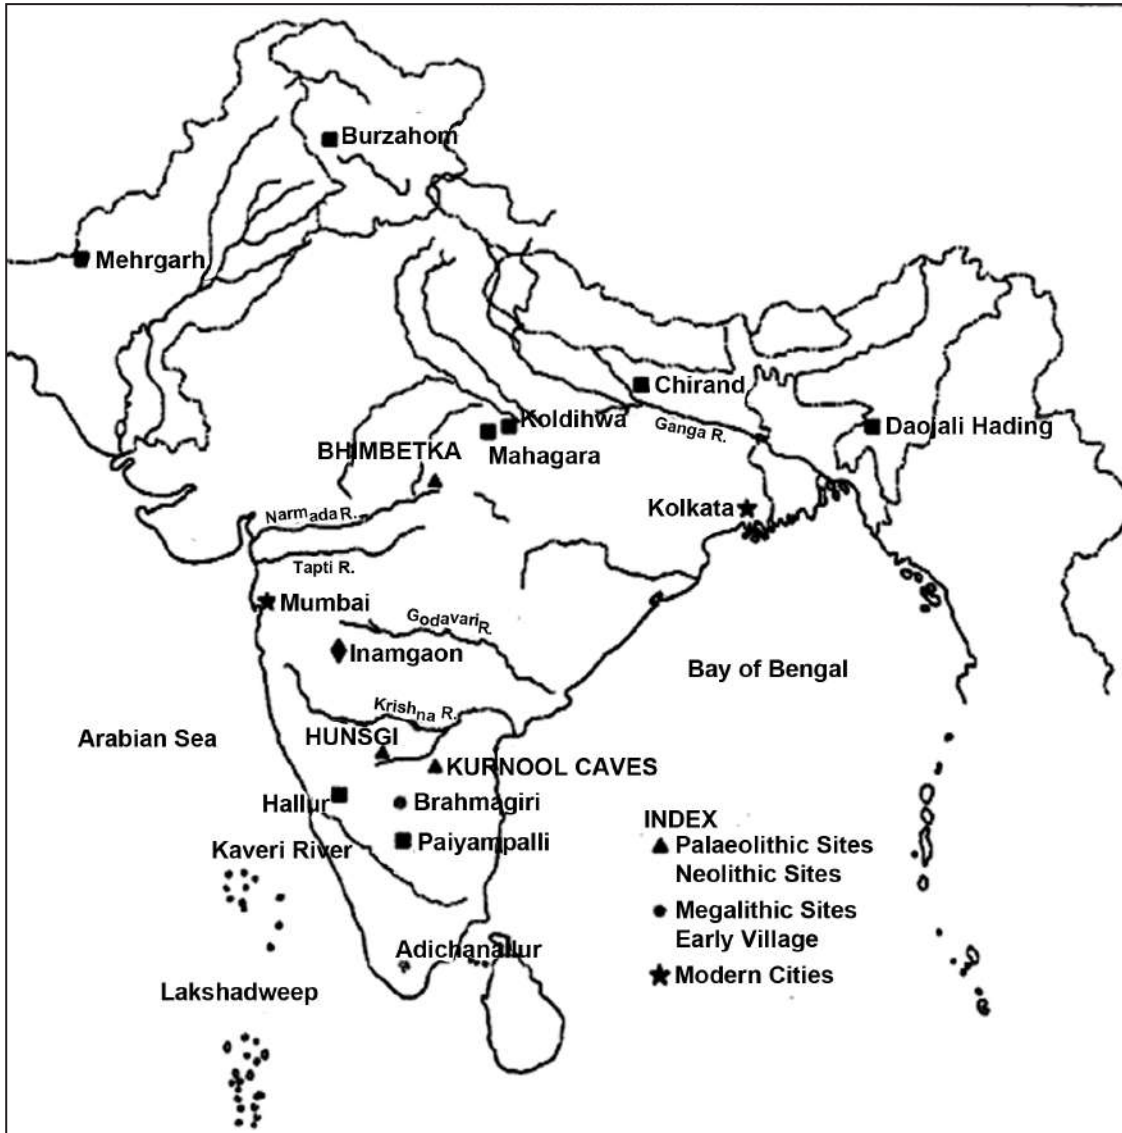 Burzahom
Mehrgarh
Chirand
Koldihwa
Ganga R.
Daojali Hading
BHIMBETKA
Mahagara
Kolkata
Narmada R.
Tapti R.
Mumbai
Godavari R.
Inamgaon
Bay of Bengal
Krishna R.
Arabian Sea
HUNSGI
KURNOOL CAVES
Hallur
Brahmagiri
INDEX
Paiyampalli
Palaeolithic Sites
Kaveri River
Neolithic Sites
Megalithic Sites
Early Village
Adichanallur
Modern Cities
Lakshadweep